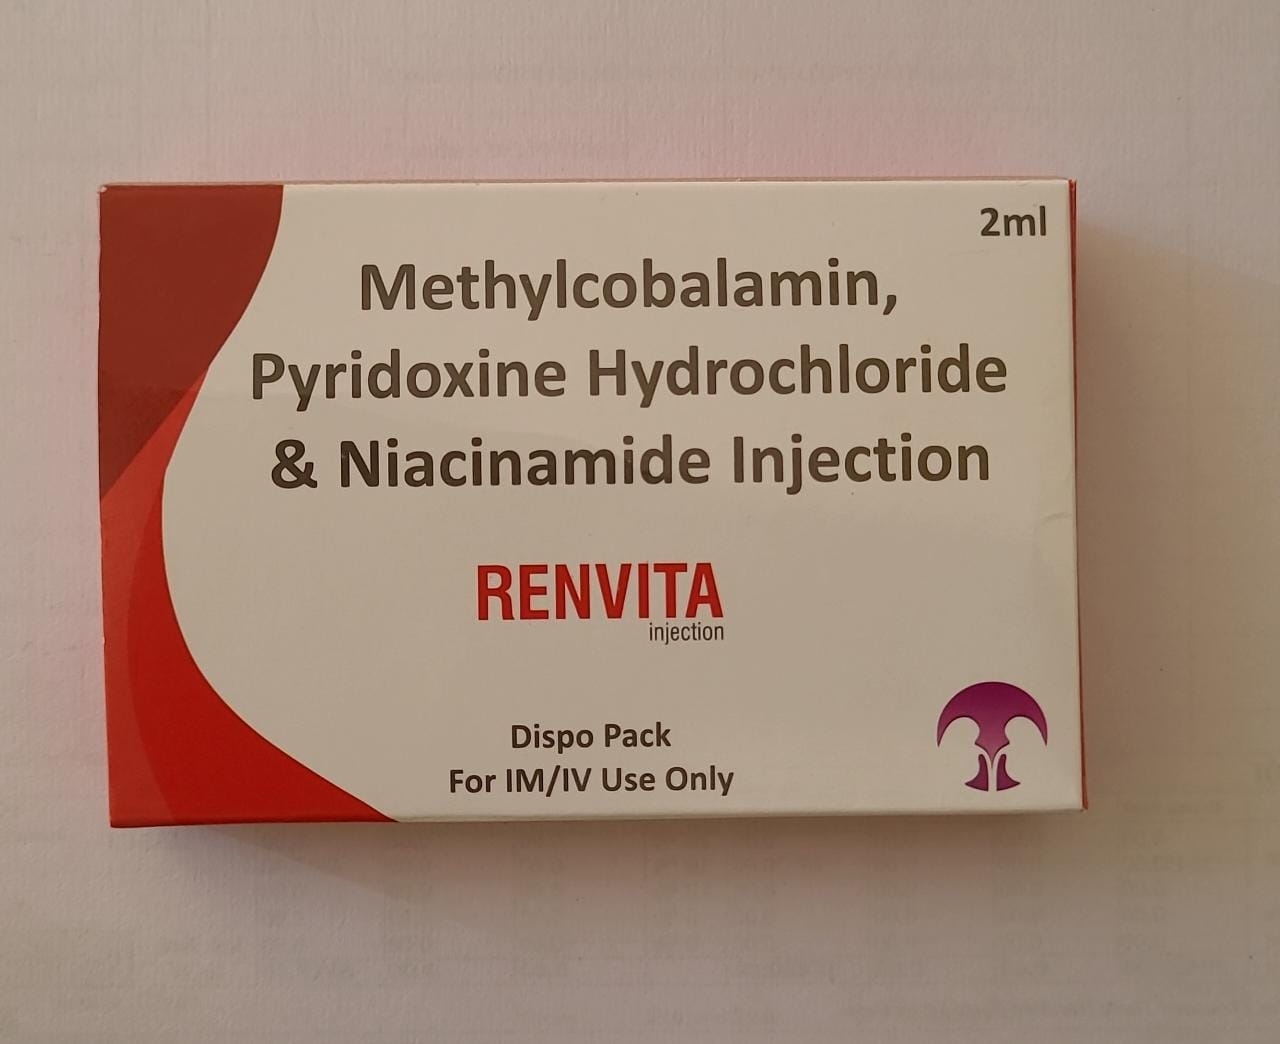 2ml
Methylcobalamin,
Pyridoxine Hydrochloride
& Niacinamide Injection
RENVITA
injection
Dispo Pack
For IM/IV Use Only